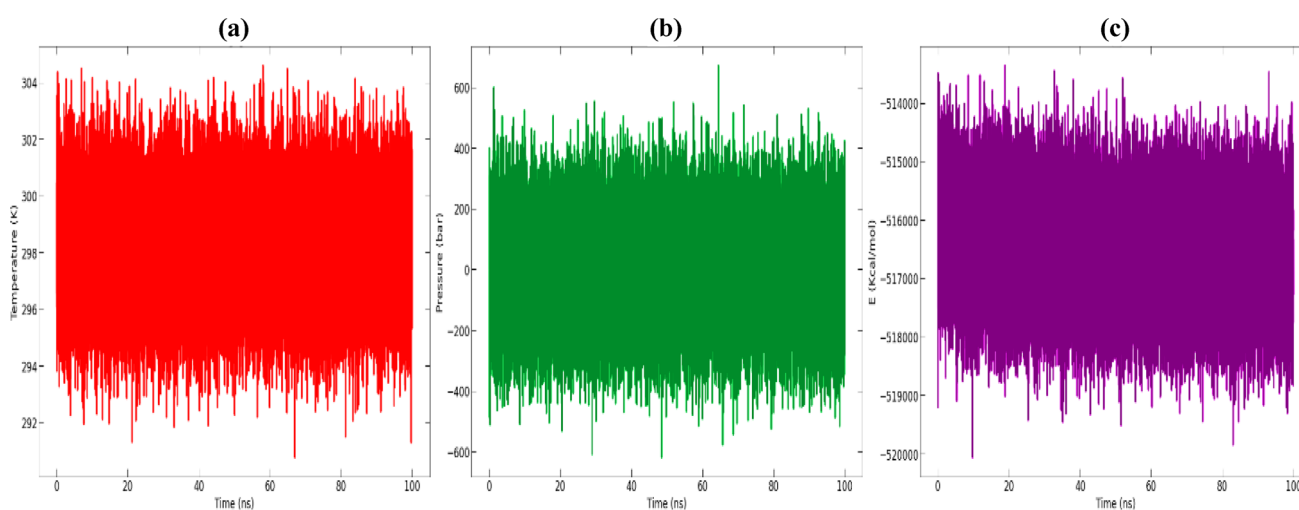 (a)
Temperature (K)
304
302
300
298
296
294
292
0 20 40 60 80 100
Time (ns)
(b)
Pressure (bar)
600
400
200
0
−200
−400
−600
0 20 40 60 80 100
Time (ns)
(c)
E (Kcal/mol)
−514000
−515000
−516000
−517000
−518000
−519000
−520000
0 20 40 60 80 100
Time (ns)